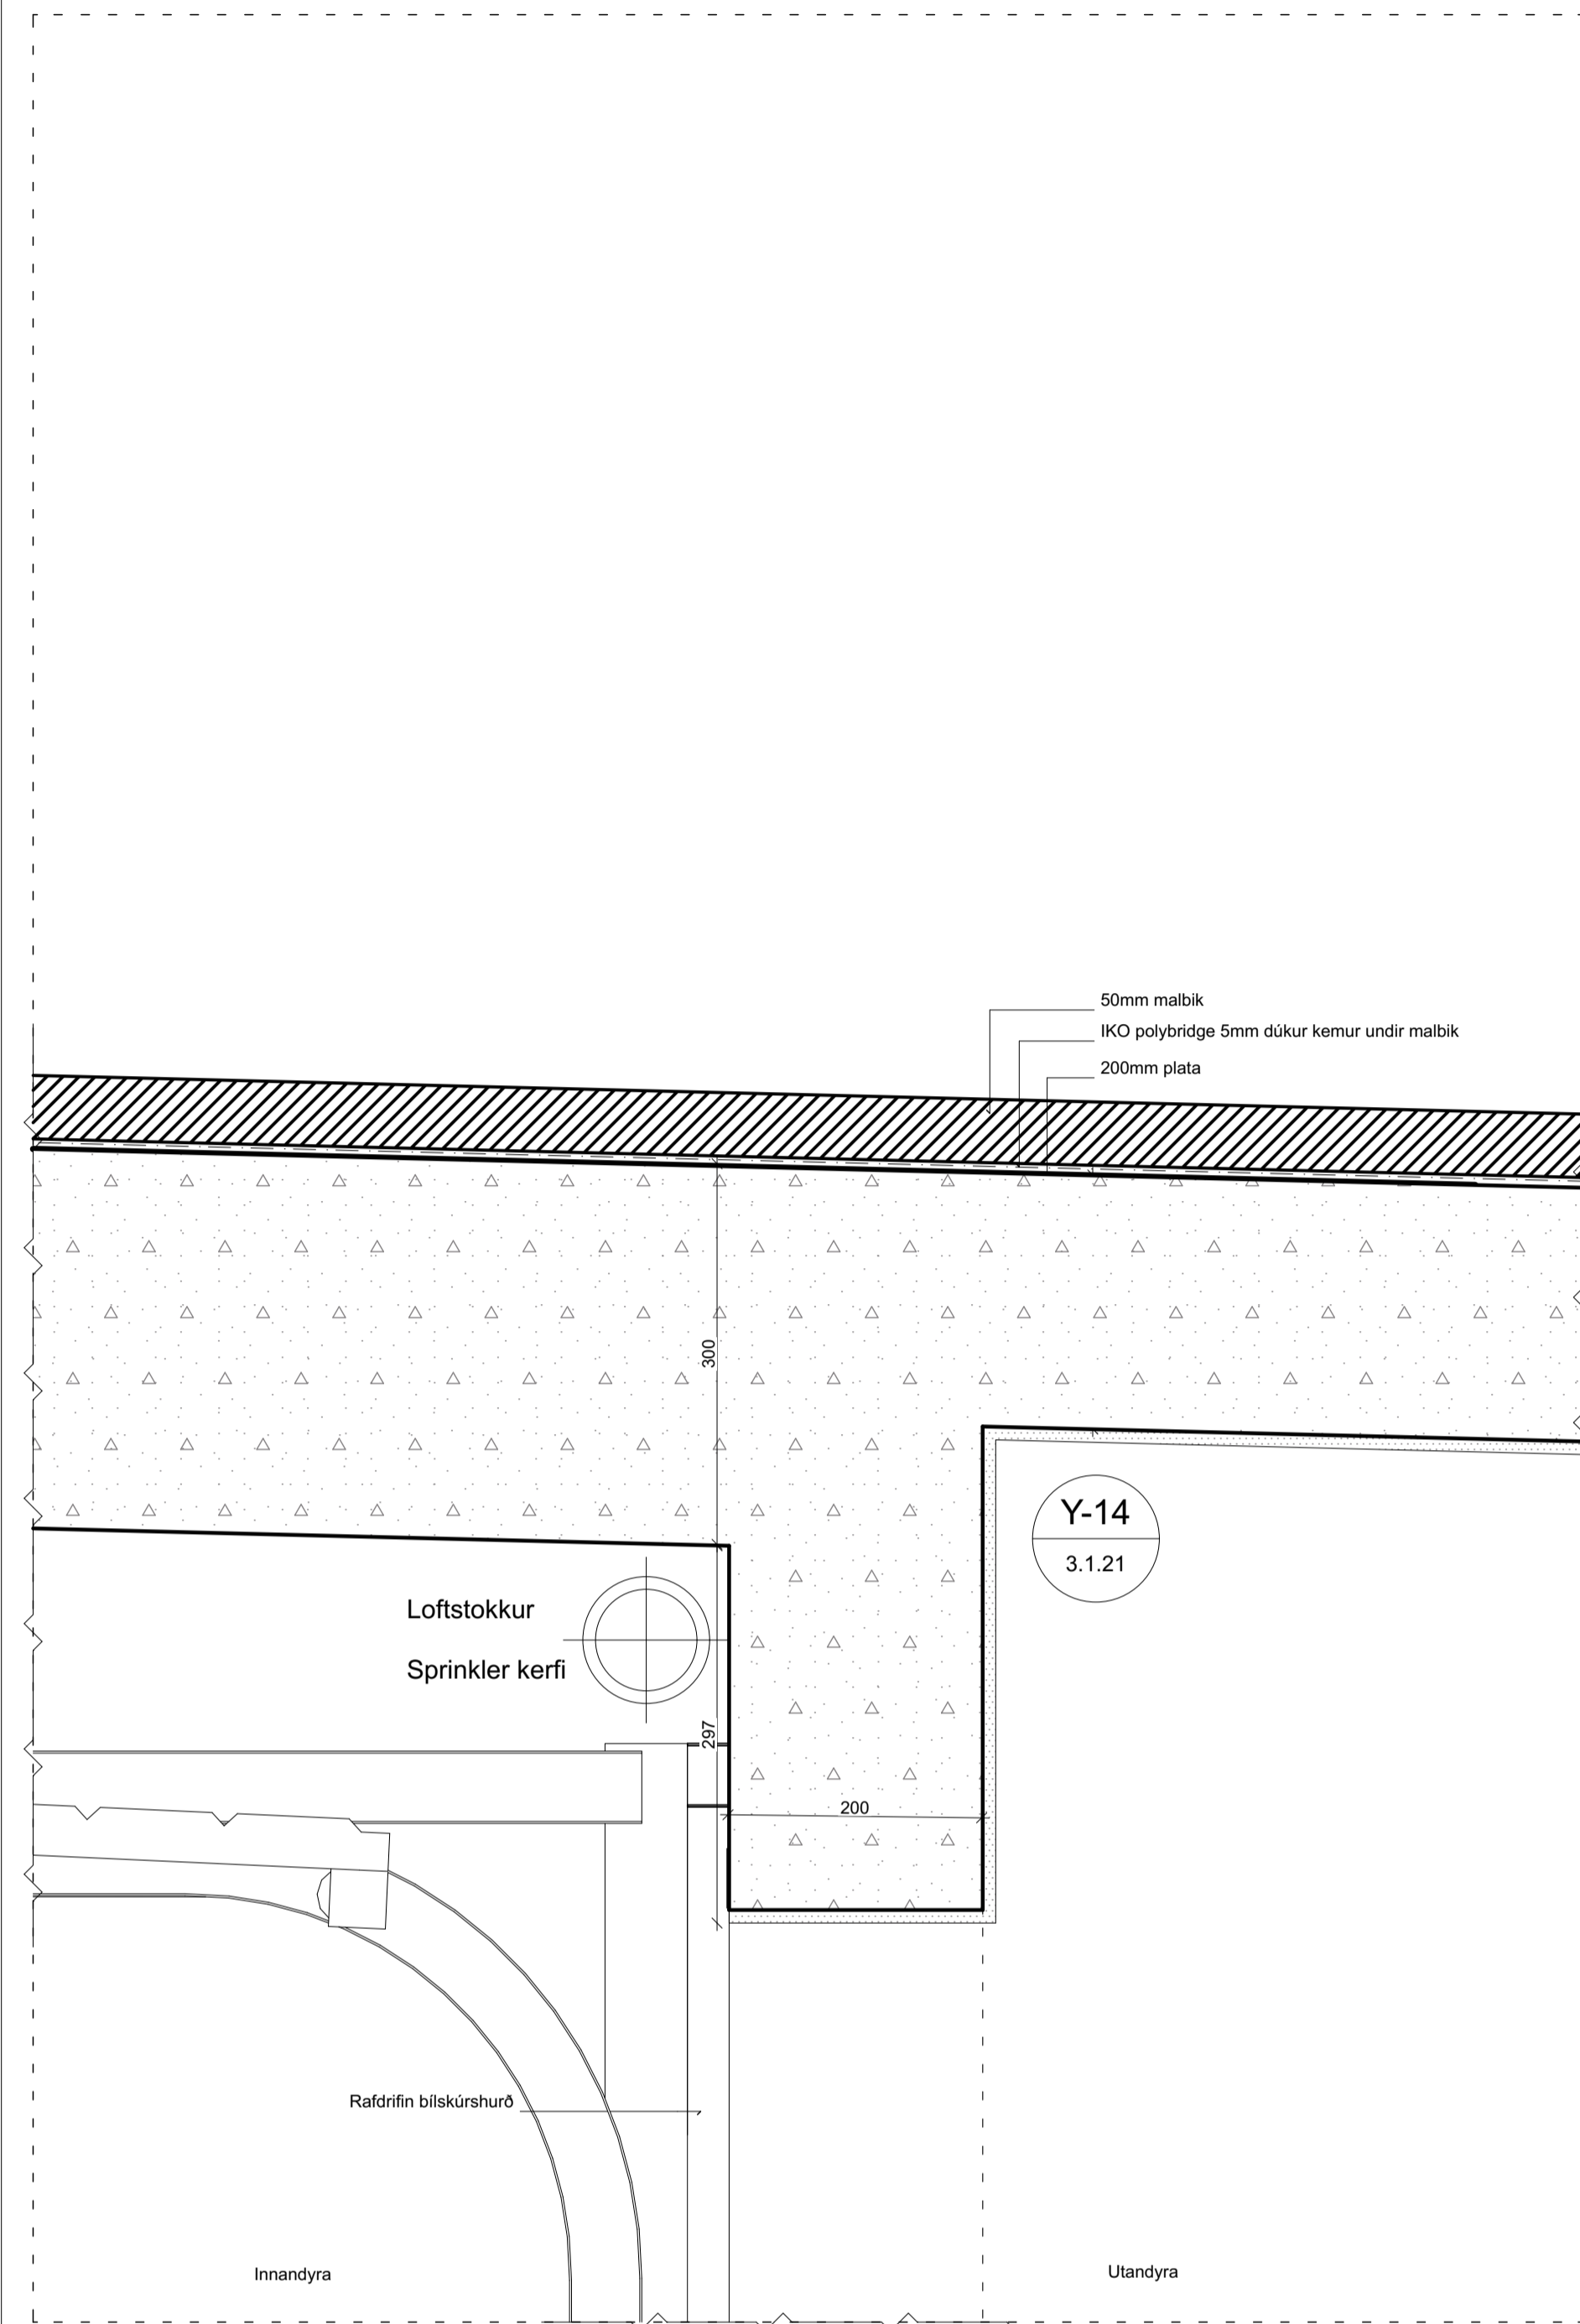 50mm malbik
IKO polybridge 5mm dúkur kemur undir malbik
200mm plata
300
Y-14
3.1.21
Loftstokkur
Sprinkler kerfi
297
200
Rafdrifin bílskúrshurð
Innandyra
Utandyra